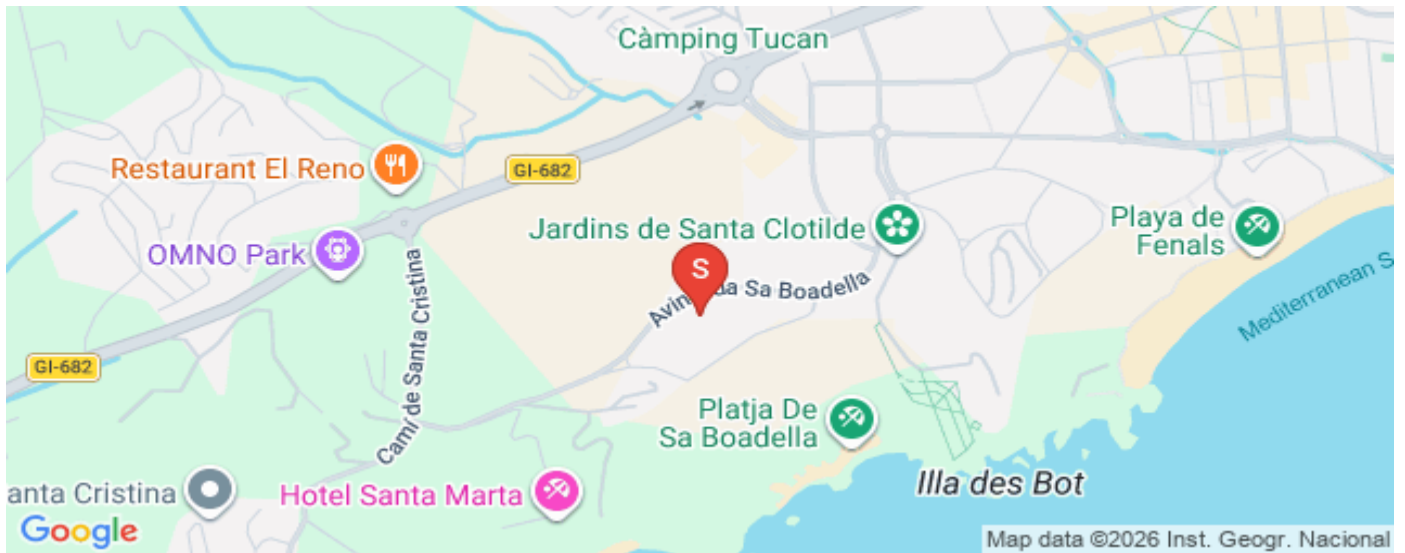 Càmping Tucan
Restaurant El Reno
GI-682
Jardins de Santa Clotilde
Playa de
Fenals
OMNO Park
S
Avin da Sa Boadella
Mediterranean S
Camí de Santa Cristina
GI-682
Platja De
Sa Boadella
Illa des Bot
anta Cristina
Hotel Santa Marta
Google
Map data ©2026 Inst. Geogr. Nacional